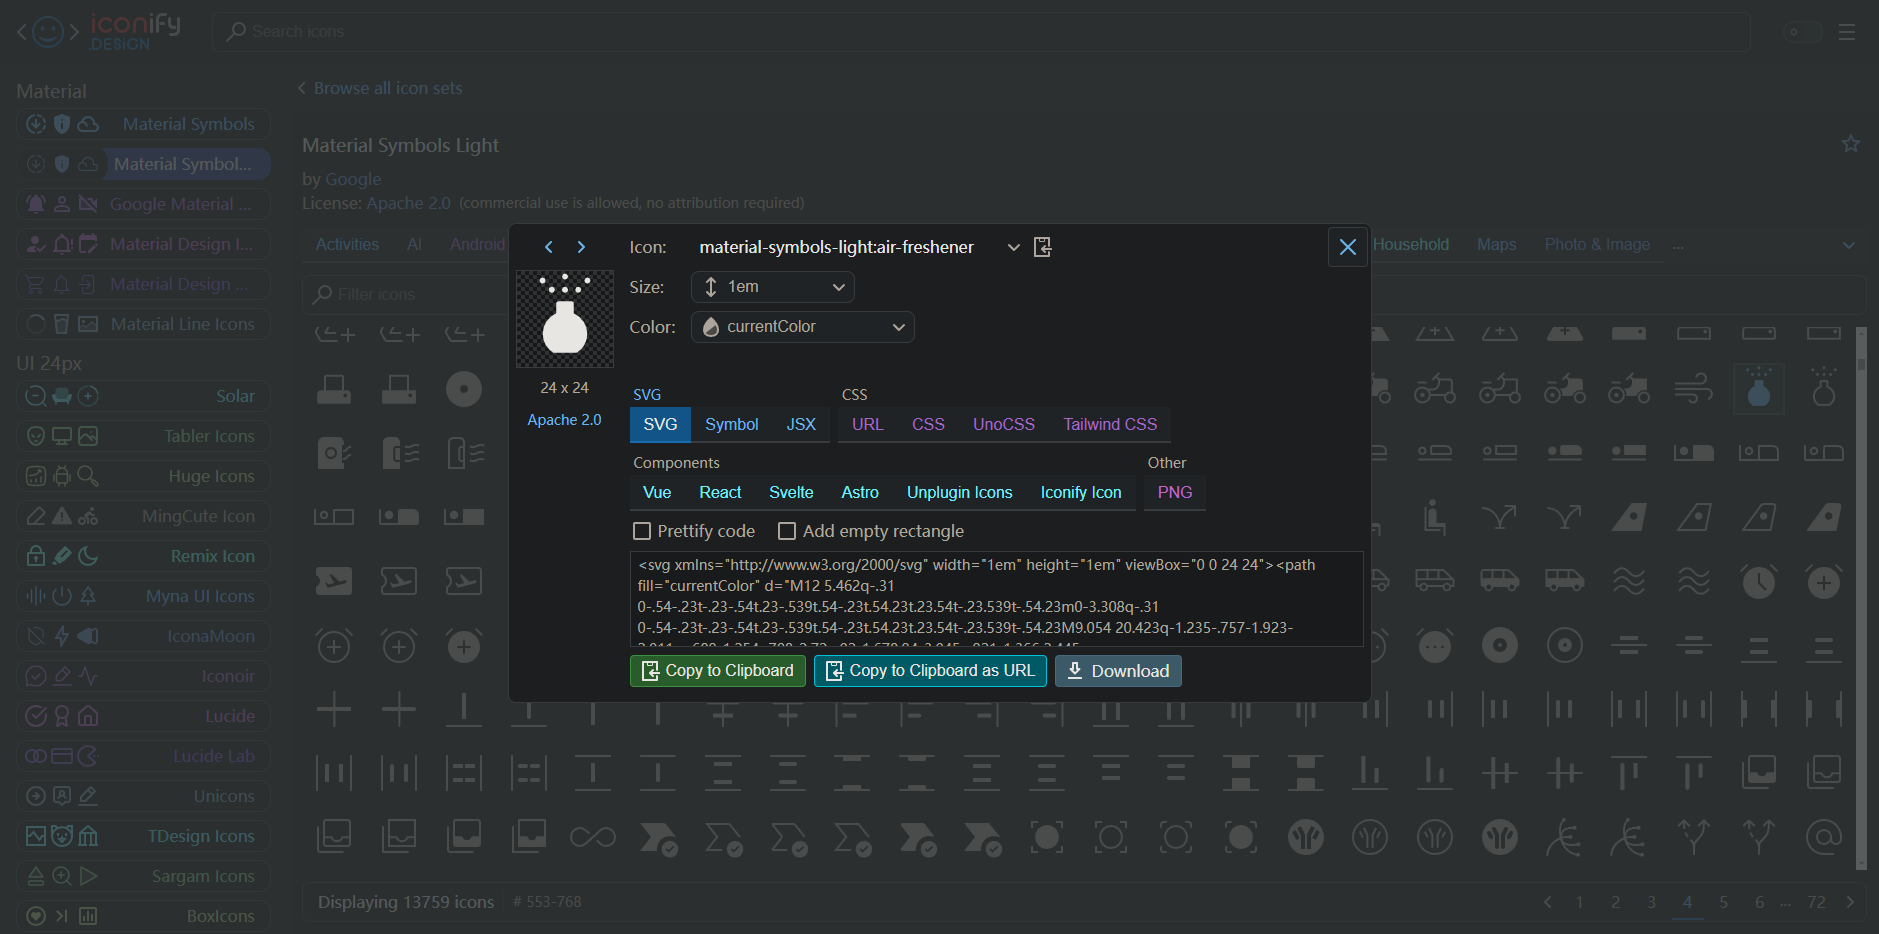 iconify
DESIGN
Search icons
Material
Material Symbols
Material Symbol...
Google Material ...
Material Design I...
Material Design ...
Material Line Icons
UI 24px
Solar
Tabler Icons
Huge Icons
MingCute Icon
Remix Icon
Myna UI Icons
IconaMoon
Iconoir
Lucide
Lucide Lab
Unicons
TDesign Icons
Sargam Icons
BoxIcons
Browse all icon sets
Material Symbols Light
by Google
License: Apache 2.0 (commercial use is allowed, no attribution required)
Activities AI Android
Household Maps Photo & Image ...
Filter icons
Icon: material-symbols-light:air-freshener
Size: 1em
Color: currentColor
24 x 24
Apache 2.0
SVG CSS
SVG Symbol JSX URL CSS UnoCSS Tailwind CSS
Components Other
Vue React Svelte Astro Unplugin Icons Iconify Icon PNG
Prettify code Add empty rectangle
<svg xmlns="http://www.w3.org/2000/svg" width="1em" height="1em" viewBox="0 0 24 24"><path
fill="currentColor" d="M12 5.462q-.31
0-.54-.23t-.23-.54t.23-.539t.54-.23t.54.23t.23.54t-.23.539t-.54.23m0-3.308q-.31
0-.54-.23t-.23-.54t.23-.539t.54-.23t.54.23t.23.54t-.23.539t-.54.23M9.054 20.423q-1.235-.757-1.923-
Copy to Clipboard Copy to Clipboard as URL Download
Displaying 13759 icons # 553-768
1 2 3 4 5 6 ... 72